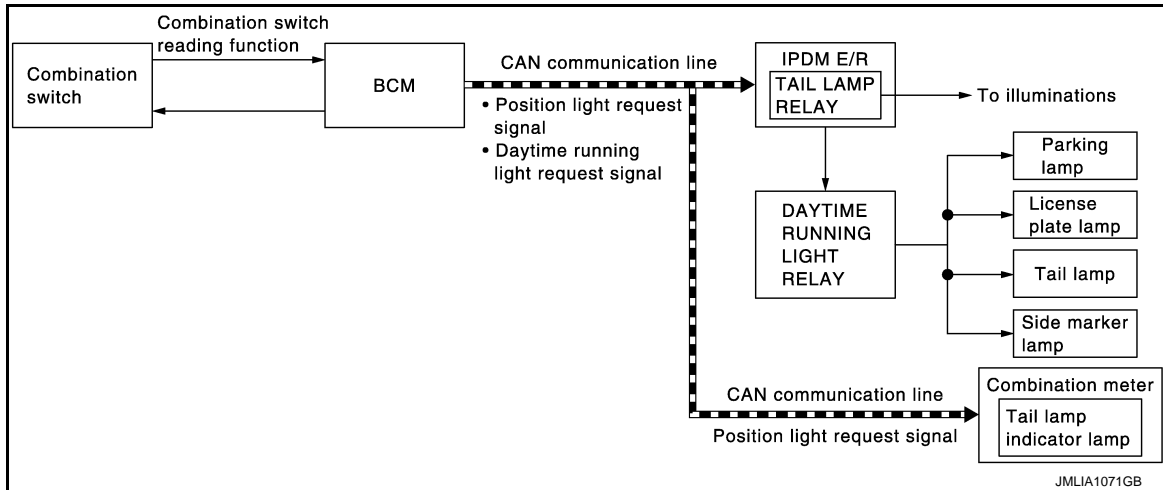 Combination switch
reading function
Combination
switch
BCM
CAN communication line
• Position light request
signal
• Daytime running
light request signal
IPDM E/R
TAIL LAMP
RELAY
To illuminations
DAYTIME
RUNNING
LIGHT
RELAY
Parking
lamp
License
plate lamp
Tail lamp
Side marker
lamp
CAN communication line
Position light request signal
Combination meter
Tail lamp
indicator lamp
JMLIA1071GB